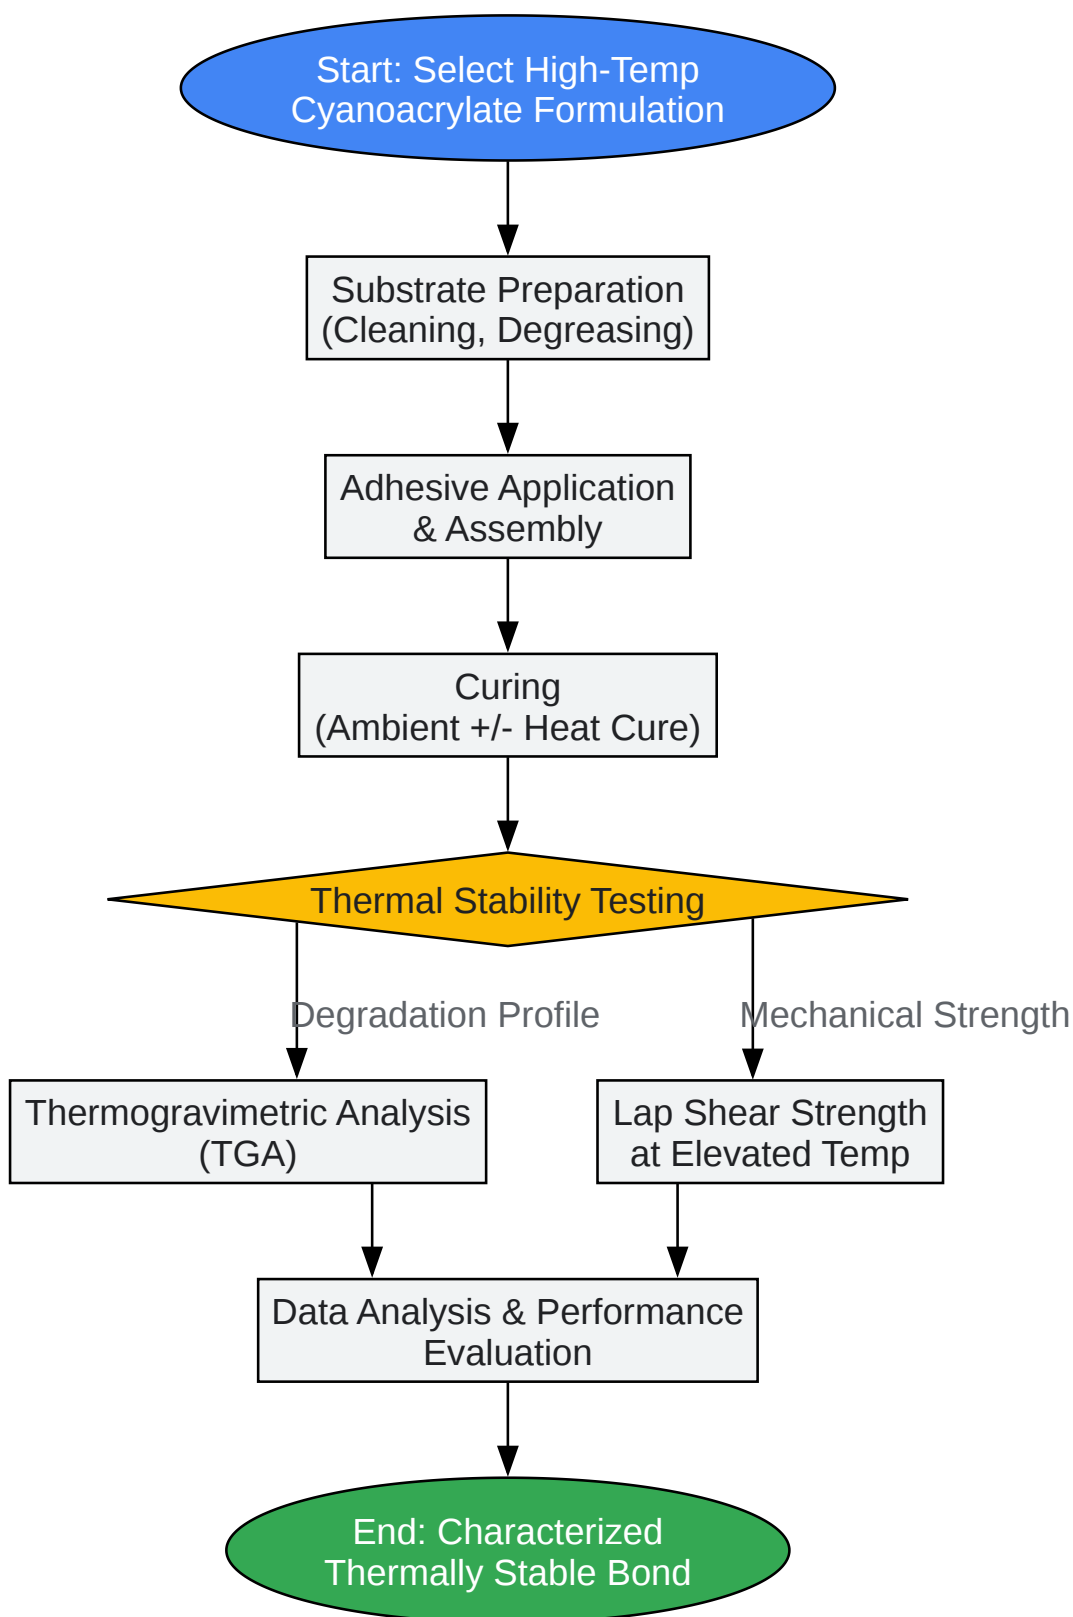 Start: Select High-Temp
Cyanoacrylate Formulation
Substrate Preparation
(Cleaning, Degreasing)
Adhesive Application
& Assembly
Curing
(Ambient +/- Heat Cure)
Thermal Stability Testing
Degradation Profile
Mechanical Strength
Thermogravimetric Analysis
(TGA)
Lap Shear Strength
at Elevated Temp
Data Analysis & Performance
Evaluation
End: Characterized
Thermally Stable Bond